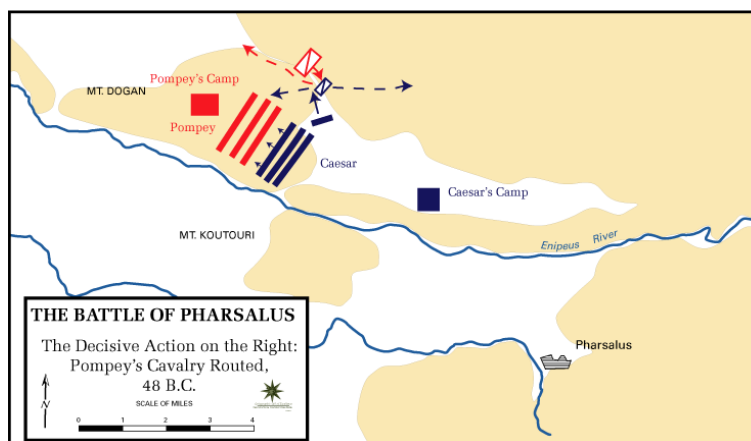 Pompey's Camp
MT. DOGAN
Pompey
Caesar
Caesar's Camp
MT. KOUTOURI
Enipeus River
Pharsalus
THE BATTLE OF PHARSALUS
The Decisive Action on the Right:
Pompey's Cavalry Routed,
48 B.C.
SCALE OF MILES
N
0 1 2 3 4